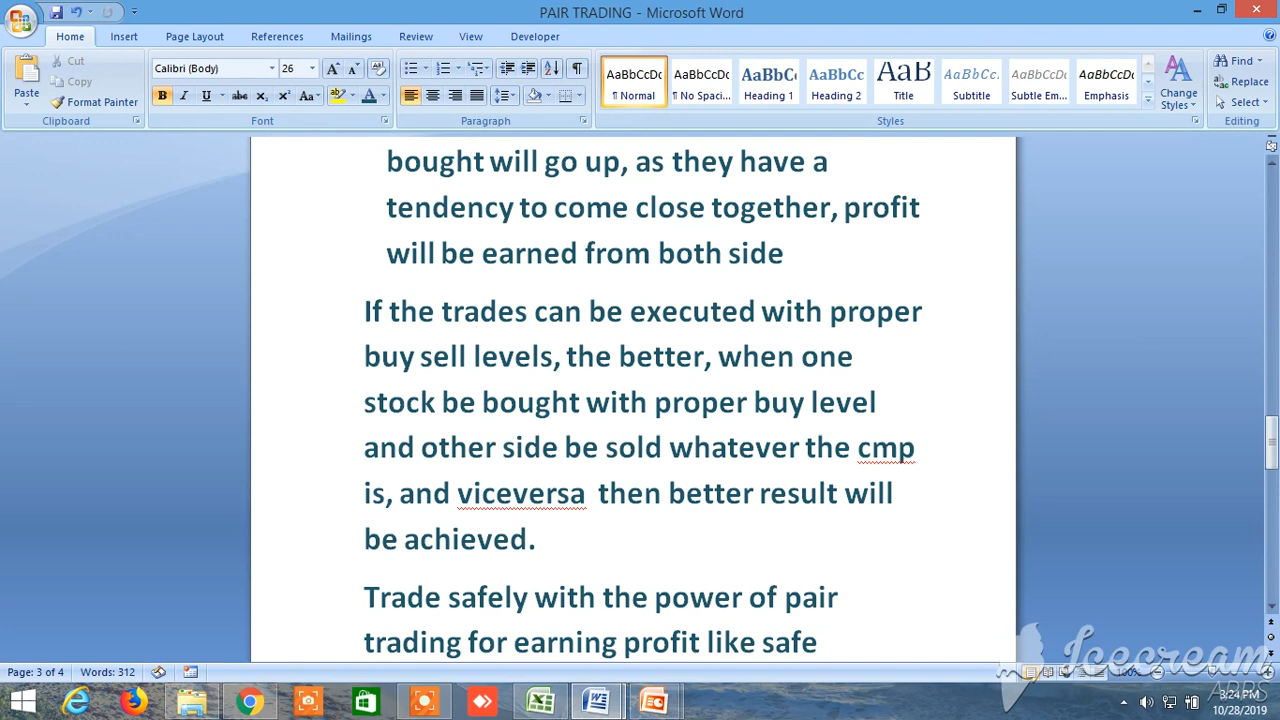 PAIR TRADING - Microsoft Word
Home Insert Page Layout References Mailings Review View Developer
Cut
Copy
Format Painter
Paste
Clipboard
Calibri (Body) 26
Font
Paragraph
AaBbCcDc AaBbCcDc AaBbC AaBbCc AaB AaBbCc. AaBbCcDc AaBbCcDc
¶ Normal ¶ No Spaci... Heading 1 Heading 2 Title Subtitle Subtle Em... Emphasis
Styles
Change
Styles
Find
Replace
Select
Editing
bought will go up, as they have a
tendency to come close together, profit
will be earned from both side
If the trades can be executed with proper
buy sell levels, the better, when one
stock be bought with proper buy level
and other side be sold whatever the cmp
is, and viceversa then better result will
be achieved.
Trade safely with the power of pair
trading for earning profit like safe
Page: 3 of 4 Words: 312
100%
Icecream
APPS
3:24 PM
10/28/2019